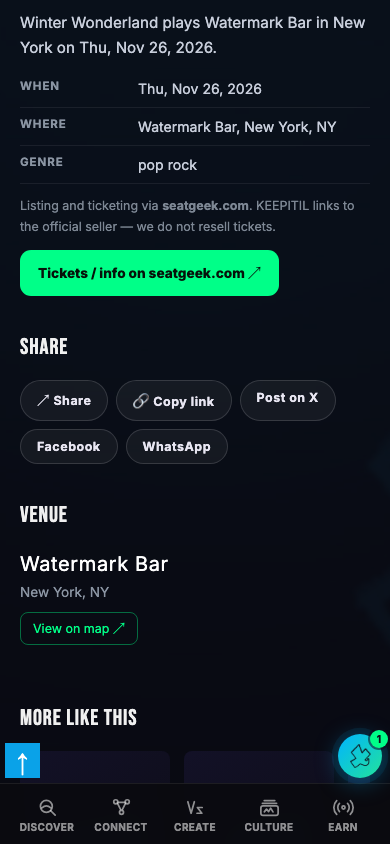 Winter Wonderland plays Watermark Bar in New
York on Thu, Nov 26, 2026.
WHEN
Thu, Nov 26, 2026
WHERE
Watermark Bar, New York, NY
GENRE
pop rock
Listing and ticketing via seatgeek.com. KEEPITIL links to
the official seller — we do not resell tickets.
Tickets / info on seatgeek.com ↗
SHARE
↗ Share
🔗 Copy link
Post on X
Facebook
WhatsApp
VENUE
Watermark Bar
New York, NY
View on map ↗
MORE LIKE THIS
↑
1
DISCOVER
CONNECT
Vs
CREATE
CULTURE
EARN